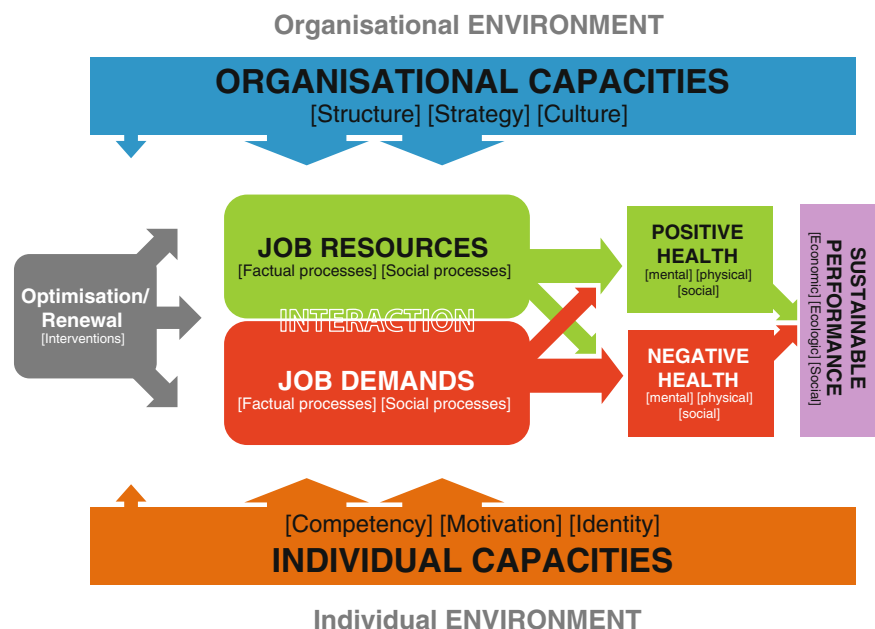 Organisational ENVIRONMENT
ORGANISATIONAL CAPACITIES
[Structure] [Strategy] [Culture]
Optimisation/
Renewal
[Interventions]
JOB RESOURCES
[Factual processes] [Social processes]
INTERACTION
JOB DEMANDS
[Factual processes] [Social processes]
POSITIVE
HEALTH
[mental] [physical]
[social]
NEGATIVE
HEALTH
[mental] [physical]
[social]
SUSTAINABLE
PERFORMANCE
[Economic] [Ecologic] [Social]
[Competency] [Motivation] [Identity]
INDIVIDUAL CAPACITIES
Individual ENVIRONMENT